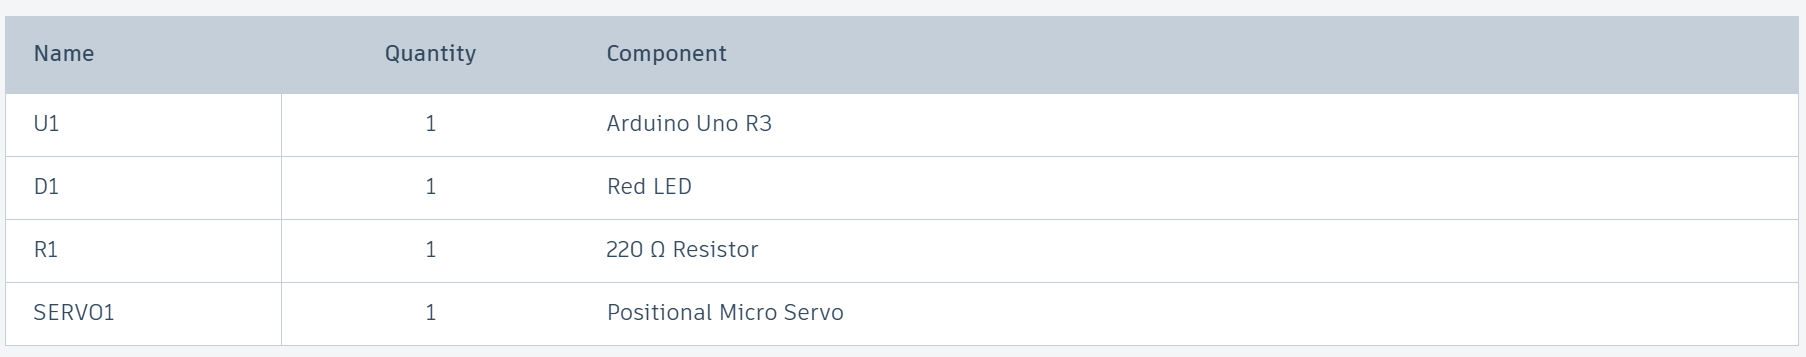 Name Quantity Component
U1 1 Arduino Uno R3
D1 1 Red LED
R1 1 220 Ω Resistor
SERVO1 1 Positional Micro Servo